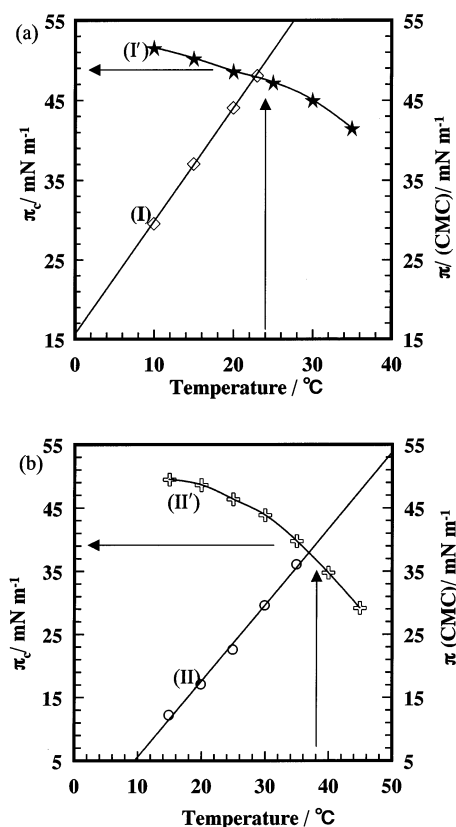 (a)
55
45
35
25
15
55
45
35
25
15
0
10
20
30
40
πc/ mN m-1
π/ (CMC)/ mN m-1
(I′)
(I)
Temperature / ℃
(b)
55
45
35
25
15
5
55
45
35
25
15
5
0
10
20
30
40
50
πc/ mN m-1
π (CMC)/ mN m-1
(II′)
(II)
Temperature / ℃